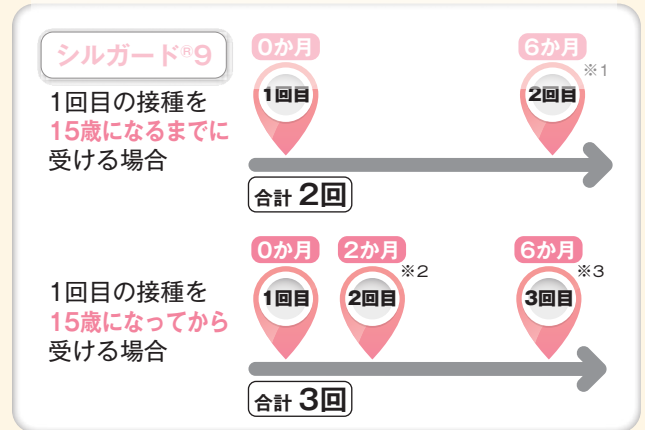 シルガード®9
1回目の接種を
15歳になるまでに
受ける場合
0か月 6か月
※1
1回目 2回目
合計 2回
1回目の接種を
15歳になってから
受ける場合
0か月 2か月 6か月
※2 ※3
1回目 2回目 3回目
合計 3回